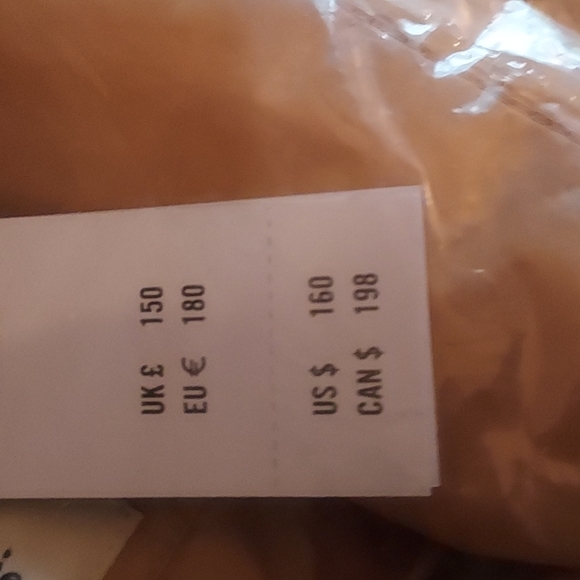 UK £ 150
EU € 180
US $ 160
CAN $ 198